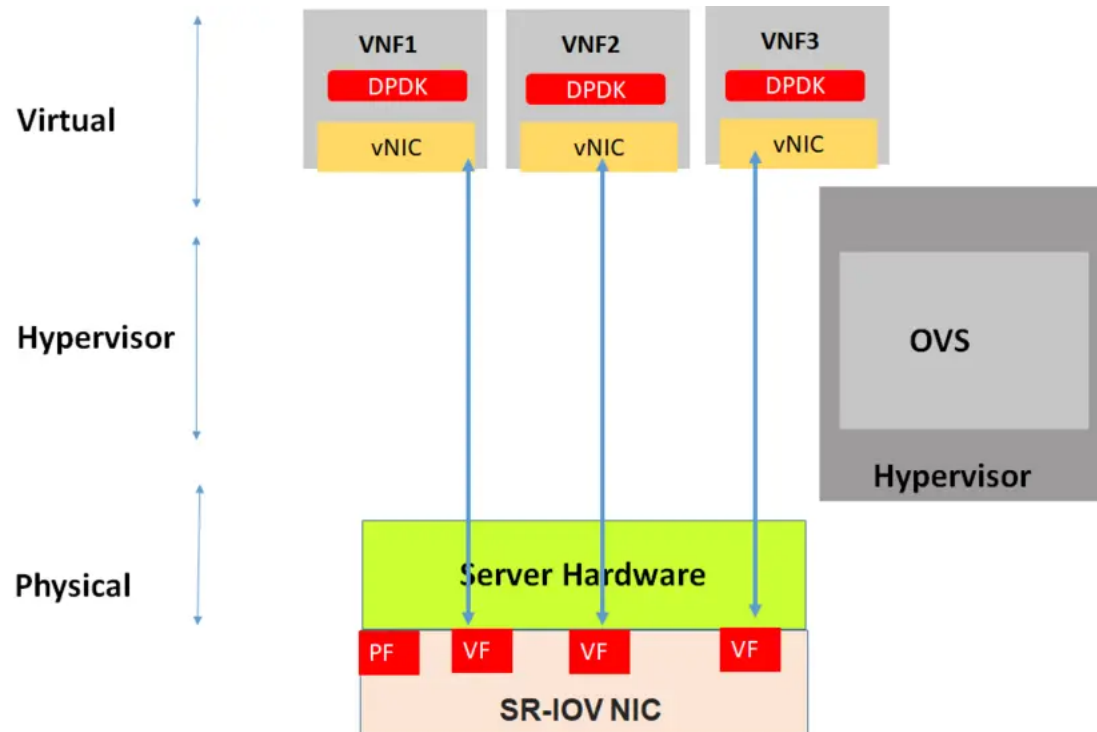 VNF1
VNF2
VNF3
DPDK
DPDK
DPDK
Virtual
vNIC
vNIC
vNIC
Hypervisor
OVS
Hypervisor
Server Hardware
Physical
PF
VF
VF
VF
SR-IOV NIC